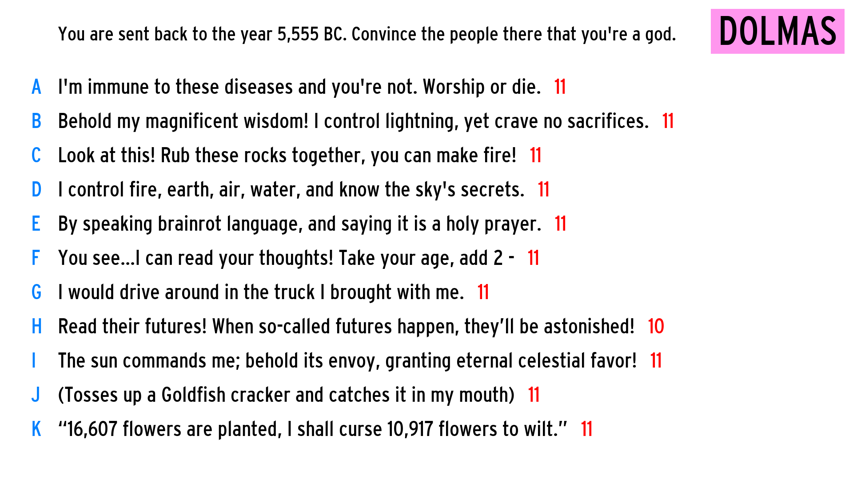 You are sent back to the year 5,555 BC. Convince the people there that you're a god.
DOLMAS
A I'm immune to these diseases and you're not. Worship or die. 11
B Behold my magnificent wisdom! I control lightning, yet crave no sacrifices. 11
C Look at this! Rub these rocks together, you can make fire! 11
D I control fire, earth, air, water, and know the sky's secrets. 11
E By speaking brainrot language, and saying it is a holy prayer. 11
F You see...I can read your thoughts! Take your age, add 2 - 11
G I would drive around in the truck I brought with me. 11
H Read their futures! When so-called futures happen, they’ll be astonished! 10
I The sun commands me; behold its envoy, granting eternal celestial favor! 11
J (Tosses up a Goldfish cracker and catches it in my mouth) 11
K “16,607 flowers are planted, I shall curse 10,917 flowers to wilt.” 11